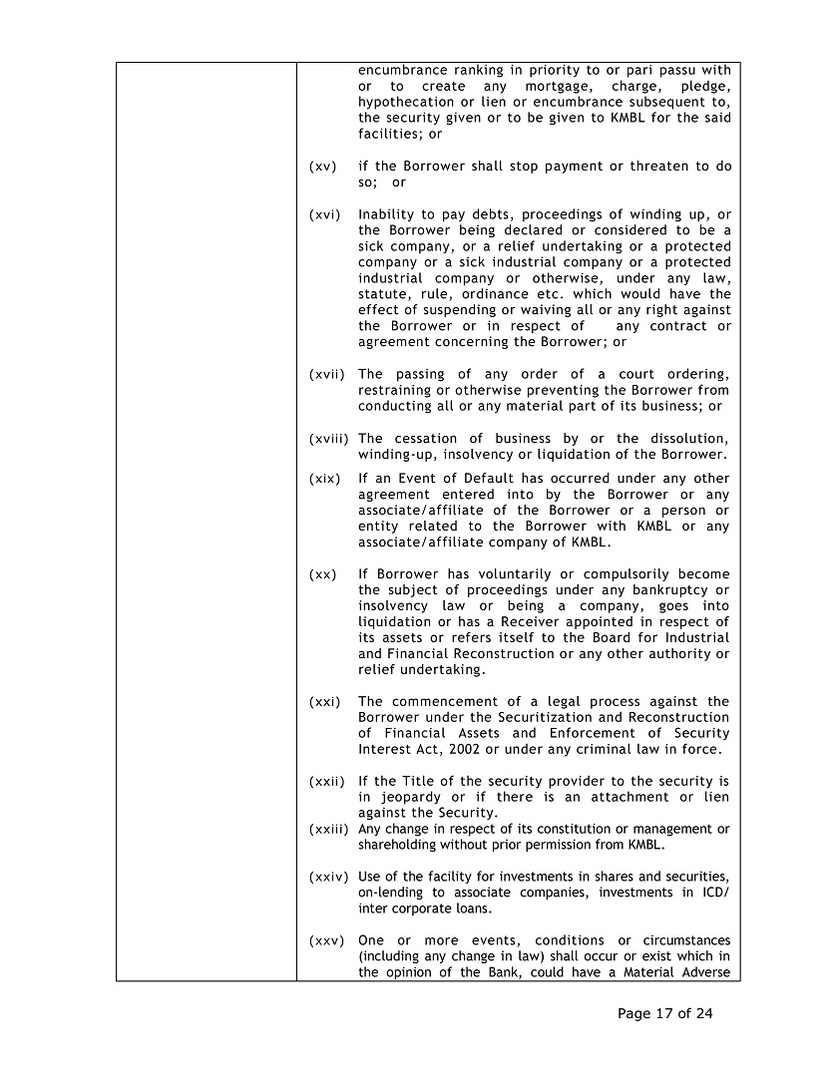 encumbrance ranking in priority to or pari passu with
or to create any mortgage, charge, pledge,
hypothecation or lien or encumbrance subsequent to,
the security given or to be given to KMBL for the said
facilities; or
(xv) if the Borrower shall stop payment or threaten to do
so; or
(xvi) Inability to pay debts, proceedings of winding up, or
the Borrower being declared or considered to be a
sick company, or a relief undertaking or a protected
company or a sick industrial company or a protected
industrial company or otherwise, under any law,
statute, rule, ordinance etc. which would have the
effect of suspending or waiving all or any right against
the Borrower or in respect of any contract or
agreement concerning the Borrower; or
(xvii) The passing of any order of a court ordering,
restraining or otherwise preventing the Borrower from
conducting all or any material part of its business; or
(xviii) The cessation of business by or the dissolution,
winding-up, insolvency or liquidation of the Borrower.
(xix) If an Event of Default has occurred under any other
agreement entered into by the Borrower or any
associate/affiliate of the Borrower or a person or
entity related to the Borrower with KMBL or any
associate/affiliate company of KMBL.
(xx) If Borrower has voluntarily or compulsorily become
the subject of proceedings under any bankruptcy or
insolvency law or being a company, goes into
liquidation or has a Receiver appointed in respect of
its assets or refers itself to the Board for Industrial
and Financial Reconstruction or any other authority or
relief undertaking.
(xxi) The commencement of a legal process against the
Borrower under the Securitization and Reconstruction
of Financial Assets and Enforcement of Security
Interest Act, 2002 or under any criminal law in force.
(xxii) If the Title of the security provider to the security is
in jeopardy or if there is an attachment or lien
against the Security.
(xxiii) Any change in respect of its constitution or management or
shareholding without prior permission from KMBL.
(xxiv) Use of the facility for investments in shares and securities,
on-lending to associate companies, investments in ICD/
inter corporate loans.
(xxv) One or more events, conditions or circumstances
(including any change in law) shall occur or exist which in
the opinion of the Bank, could have a Material Adverse
Page 17 of 24